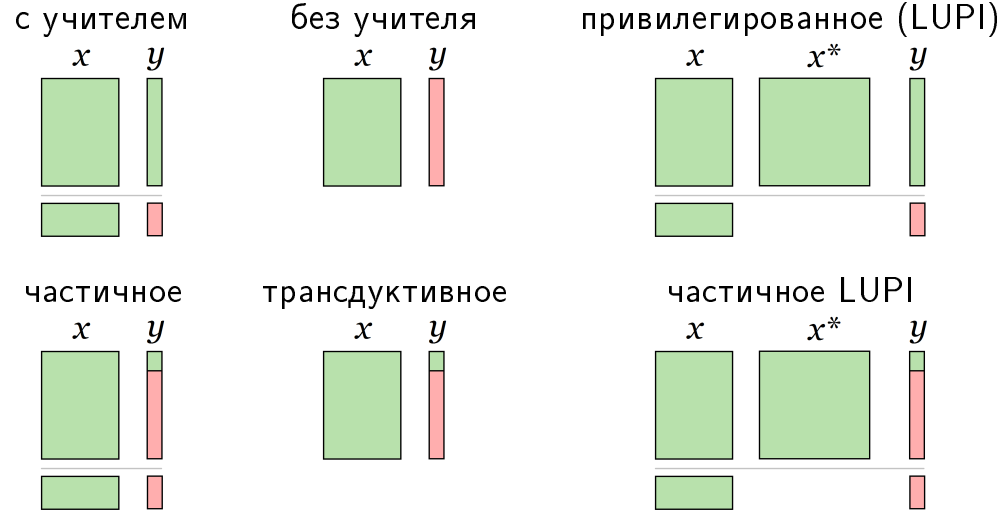 с учителем без учителя привилегированное (LUPI)
x y x y x x* y
частичное трансдуктивное частичное LUPI
x y x y x x* y